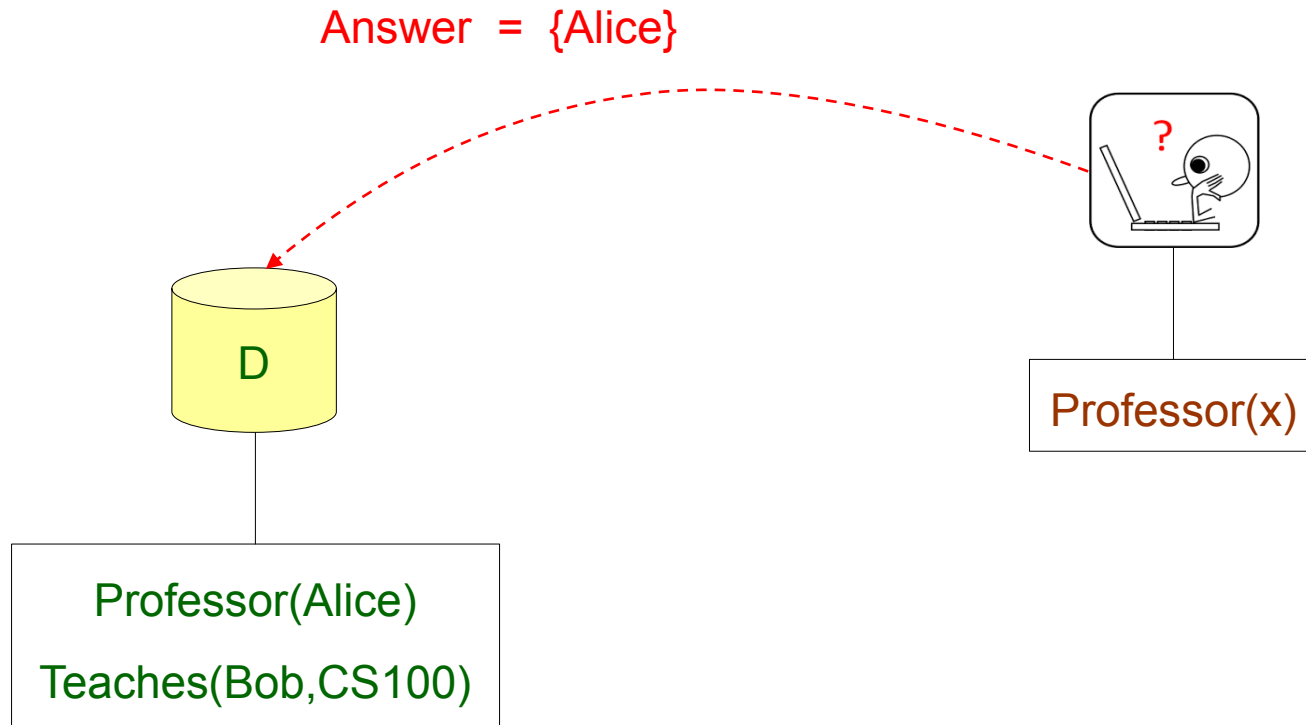 Answer = {Alice}
?
D
Professor(x)
Professor(Alice)
Teaches(Bob,CS100)